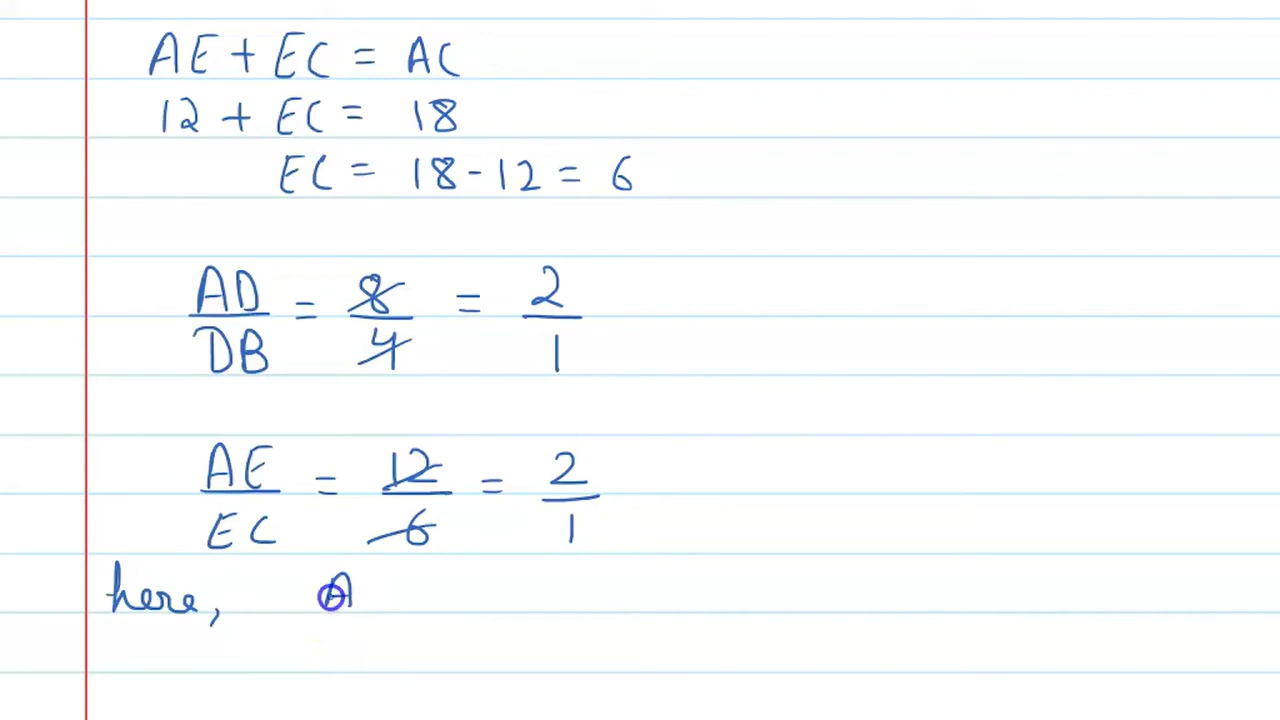 AE + EC = AC
12 + EC = 18
EC = 18 - 12 = 6
AD/DB = 8/4 = 2/1
AE/EC = 12/6 = 2/1
here, A